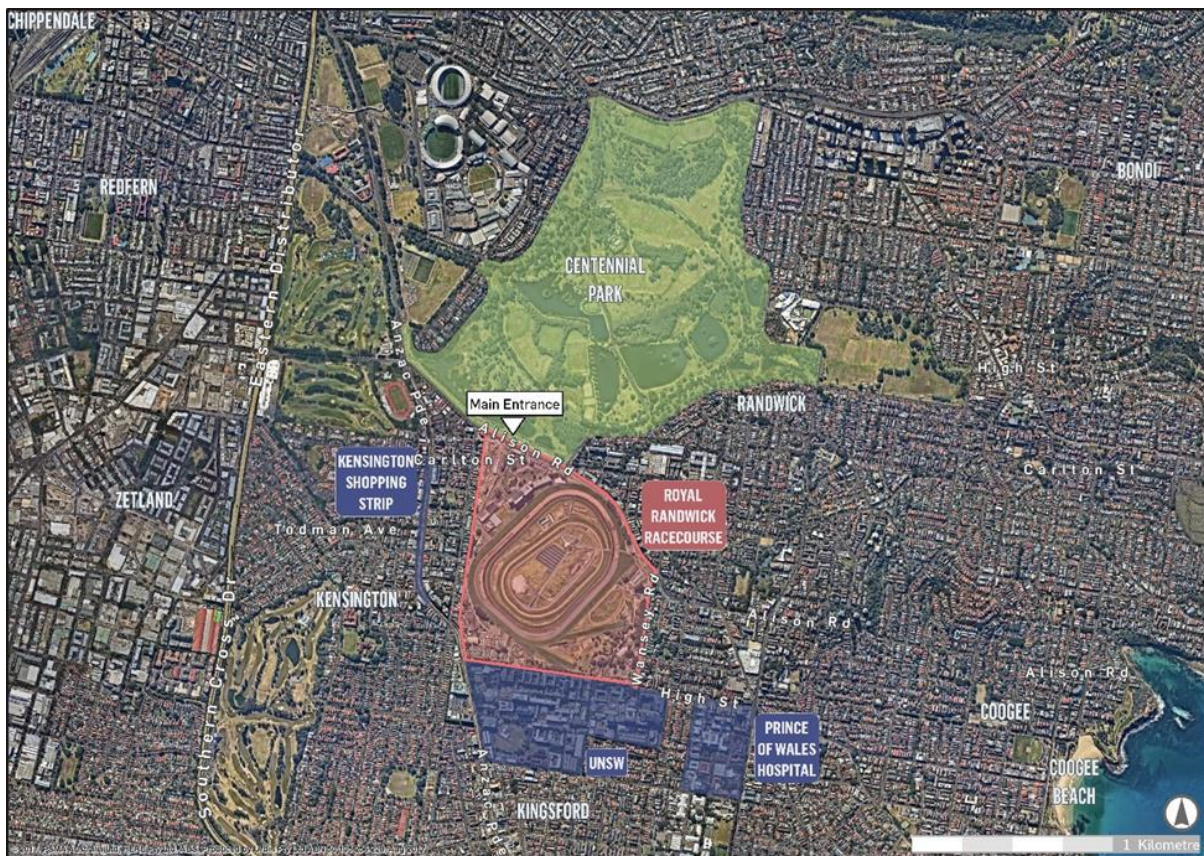 CHIPPENDALE
REDFERN
Eastern Distributor
BONDI
CENTENNIAL
PARK
Anzac Pde
High St
Main Entrance
RANDWICK
Alison Rd
Carlton St
KENSINGTON
SHOPPING
STRIP
Carlton St
ZETLAND
ROYAL
RANDWICK
RACECOURSE
Todman Ave
KENSINGTON
Wansey Rd
Alison Rd
Southern Cross Dr
High St
Alison Rd
COOGEE
PRINCE
OF WALES
HOSPITAL
UNSW
COOGEE
BEACH
Anzac Pde
KINGSFORD
1 Kilometre